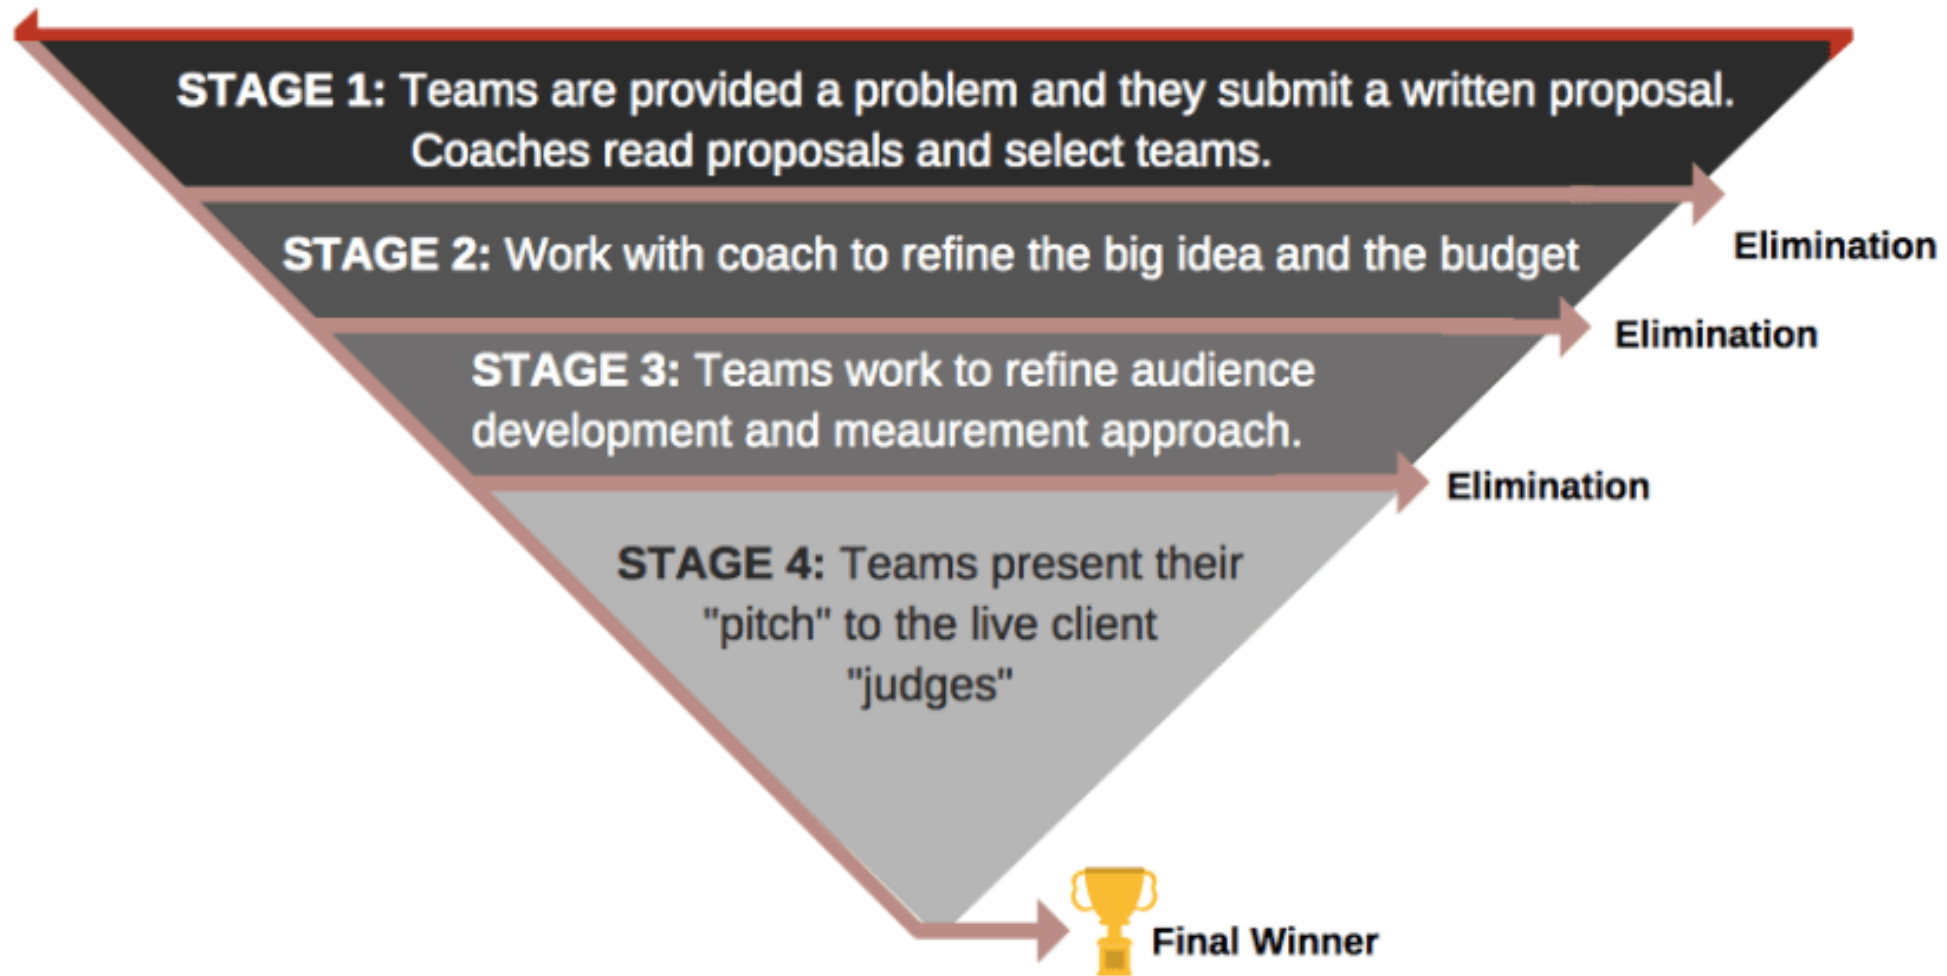 STAGE 1: Teams are provided a problem and they submit a written proposal.
Coaches read proposals and select teams.
Elimination
STAGE 2: Work with coach to refine the big idea and the budget
Elimination
STAGE 3: Teams work to refine audience
development and meaurement approach.
Elimination
STAGE 4: Teams present their
"pitch" to the live client
"judges"
Final Winner